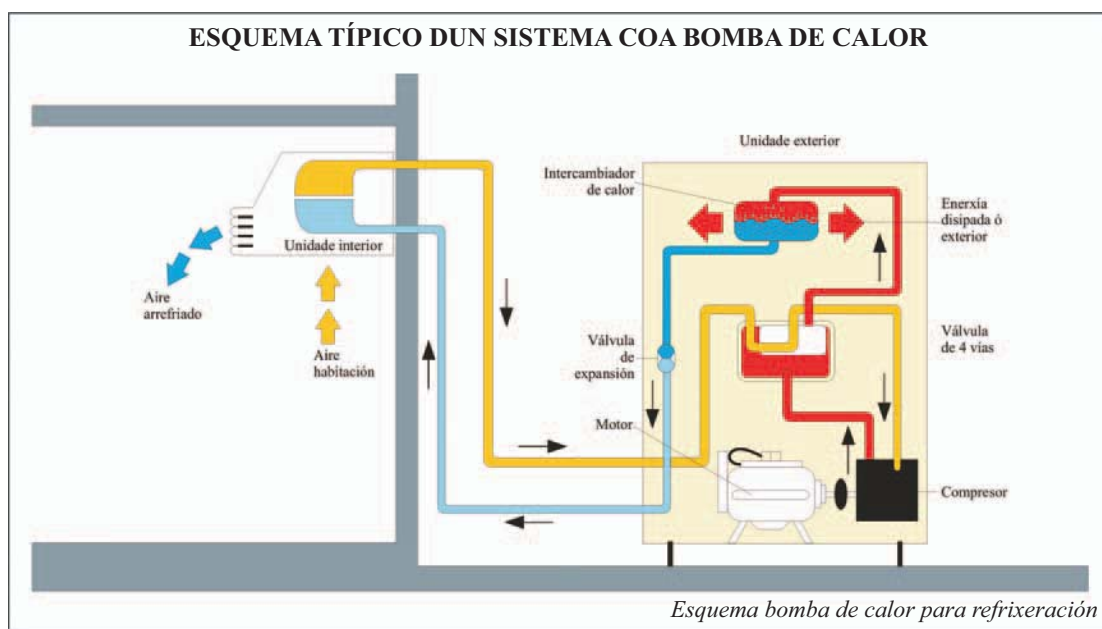 ESQUEMA TÍPICO DUN SISTEMA COA BOMBA DE CALOR
Unidade exterior
Intercambiador
de calor
Enerxía
disipada ó
exterior
Unidade interior
Aire
arrefriado
Aire
habitación
Válvula
de
expansión
Válvula
de 4 vías
Motor
Compresor
Esquema bomba de calor para refrixeración